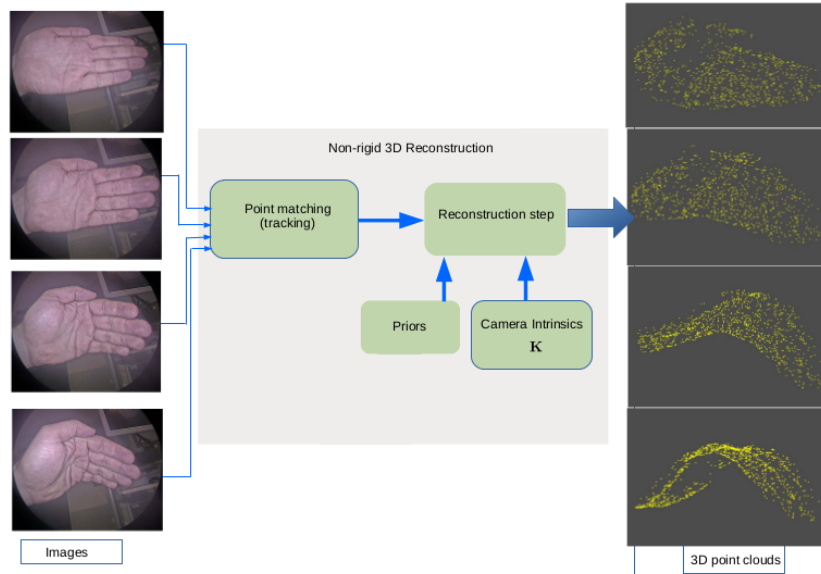 Non-rigid 3D Reconstruction
Point matching
(tracking)
Reconstruction step
Priors
Camera Intrinsics
K
Images
3D point clouds